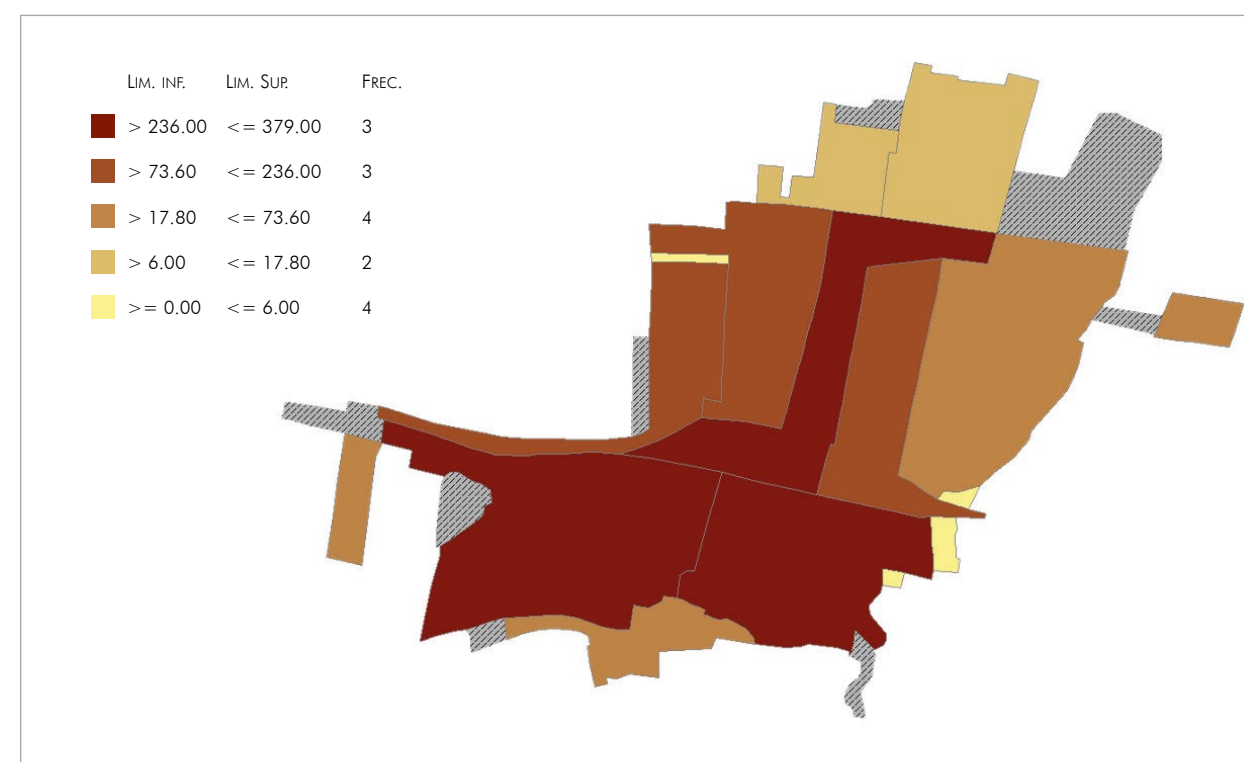 LIM. INF. LIM. SUP. FREC.
> 236.00 <= 379.00 3
> 73.60 <= 236.00 3
> 17.80 <= 73.60 4
> 6.00 <= 17.80 2
>= 0.00 <= 6.00 4